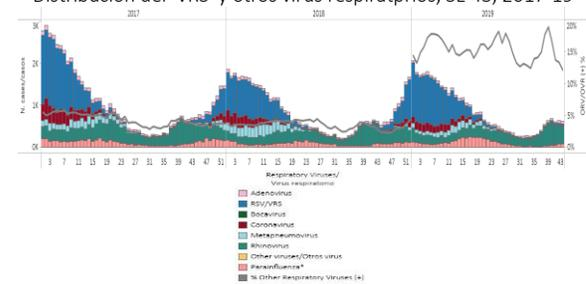 Distribución del VRS y otros virus respiratorios, SE 43, 2017-19
2017 2018 2019
3K 20%
2K 15%
10%
1K
5%
0K 0%
N. cases/casos
ORV/OVR (+) %
3 7 11 15 19 23 27 31 35 39 43 47 51 3 7 11 15 19 23 27 31 35 39 43 47 51 3 7 11 15 19 23 27 31 35 39 43
Respiratory Viruses/
Virus respiratorio
Adenovirus
RSV/VRS
Bocavirus
Coronavirus
Metapneumovirus
Rhinovirus
Other viruses/Otros virus
Parainfluenza*
% Other Respiratory Viruses (+)